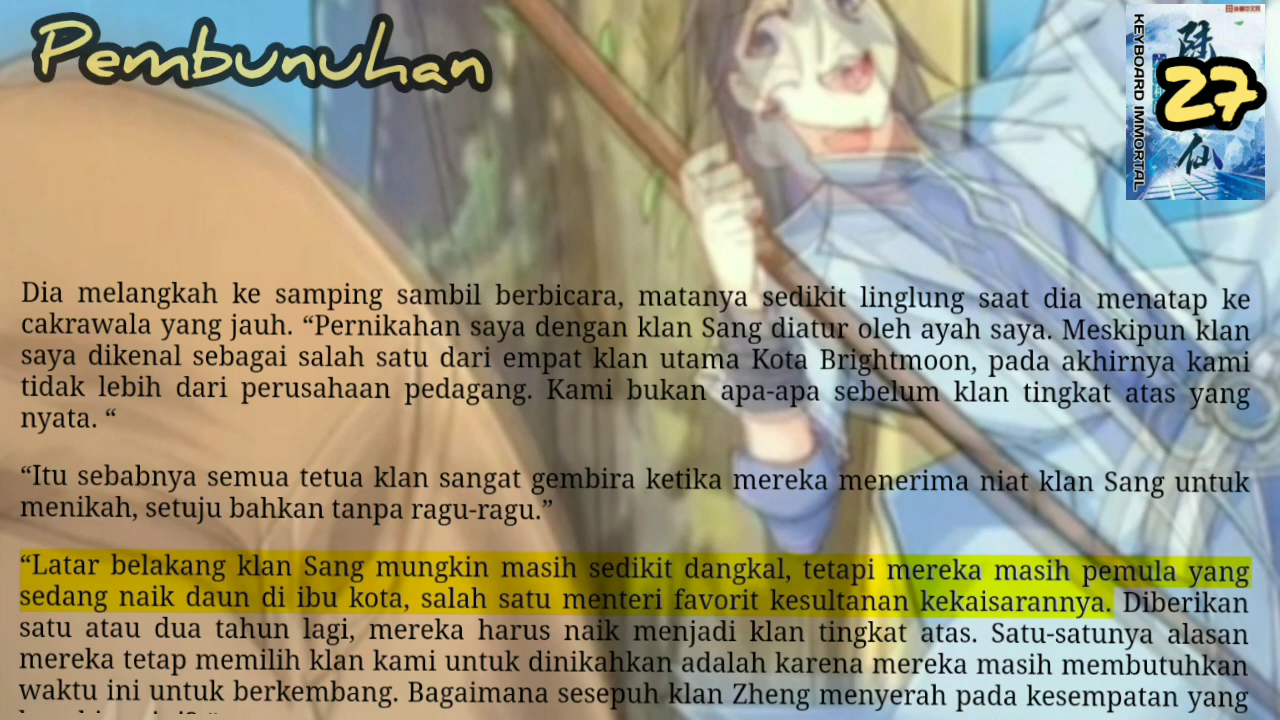 Pembunuhan
陸
27
仙
KEYBOARD IMMORTAL
Dia melangkah ke samping sambil berbicara, matanya sedikit linglung saat dia menatap ke
cakrawala yang jauh. “Pernikahan saya dengan klan Sang diatur oleh ayah saya. Meskipun klan
saya dikenal sebagai salah satu dari empat klan utama Kota Brightmoon, pada akhirnya kami
tidak lebih dari perusahaan pedagang. Kami bukan apa-apa sebelum klan tingkat atas yang
nyata. “
“Itu sebabnya semua tetua klan sangat gembira ketika mereka menerima niat klan Sang untuk
menikah, setuju bahkan tanpa ragu-ragu.”
“Latar belakang klan Sang mungkin masih sedikit dangkal, tetapi mereka masih pemula yang
sedang naik daun di ibu kota, salah satu menteri favorit kesultanan kekaisarannya. Diberikan
satu atau dua tahun lagi, mereka harus naik menjadi klan tingkat atas. Satu-satunya alasan
mereka tetap memilih klan kami untuk dinikahkan adalah karena mereka masih membutuhkan
waktu ini untuk berkembang. Bagaimana sesepuh klan Zheng menyerah pada kesempatan yang